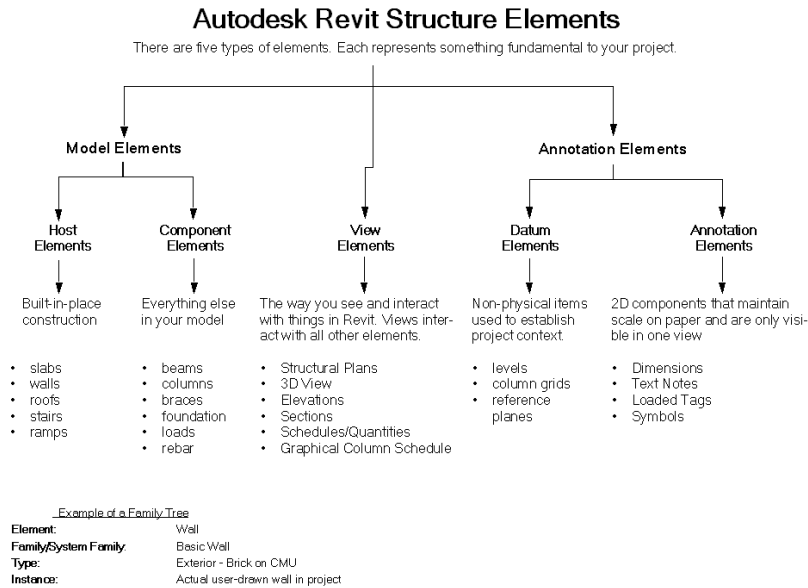 Autodesk Revit Structure Elements
There are five types of elements. Each represents something fundamental to your project.
Model Elements
Annotation Elements
Host
Elements
Component
Elements
View
Elements
Datum
Elements
Annotation
Elements
Built-in-place
construction
Everything else
in your model
The way you see and interact
with things in Revit. Views inter-
act with all other elements.
Non-physical items
used to establish
project context.
2D components that maintain
scale on paper and are only visi-
ble in one view
• slabs
• walls
• roofs
• stairs
• ramps
• beams
• columns
• braces
• foundation
• loads
• rebar
• Structural Plans
• 3D View
• Elevations
• Sections
• Schedules/Quantities
• Graphical Column Schedule
• levels
• column grids
• reference
planes
• Dimensions
• Text Notes
• Loaded Tags
• Symbols
Example of a Family Tree
Element: Wall
Family/System Family: Basic Wall
Type: Exterior - Brick on CMU
Instance: Actual user-drawn wall in project